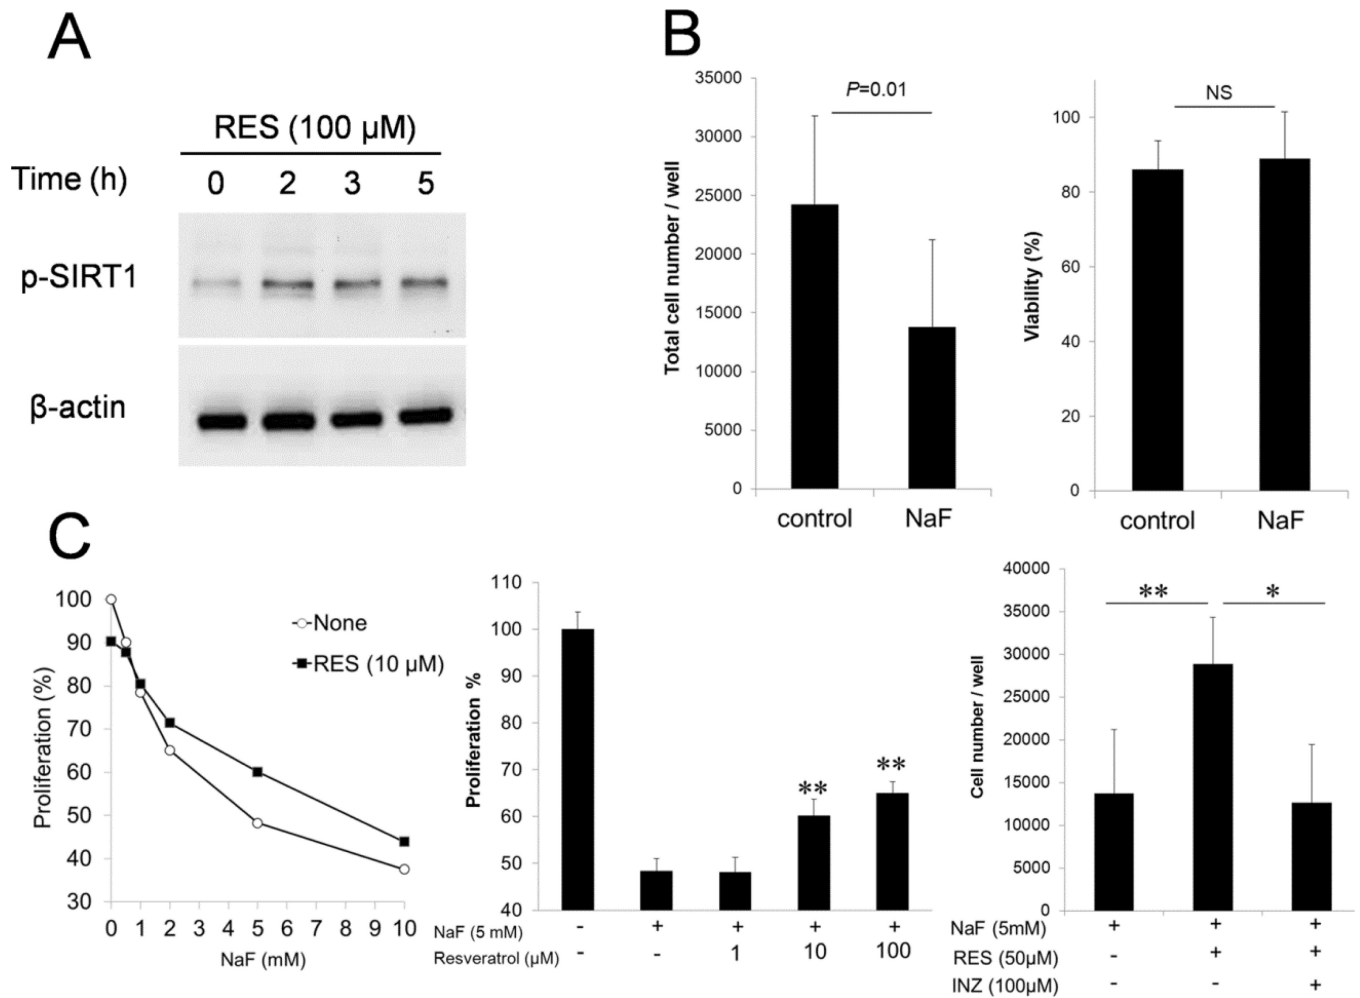 A
RES (100 µM)
Time (h) 0 2 3 5
p-SIRT1
β-actin
B
35000
30000
25000
20000
15000
10000
5000
0
Total cell number / well
P=0.01
control NaF
100
80
60
40
20
0
Viability (%)
NS
control NaF
C
100
90
80
70
60
50
40
30
Proliferation (%)
None
RES (10 µM)
0 1 2 3 4 5 6 7 8 9 10
NaF (mM)
110
100
90
80
70
60
50
40
Proliferation %
** **
NaF (5 mM) - + + + +
Resveratrol (µM) - - 1 10 100
40000
35000
30000
25000
20000
15000
10000
5000
0
Cell number / well
** *
NaF (5mM) + + +
RES (50µM) - + +
INZ (100µM) - - +